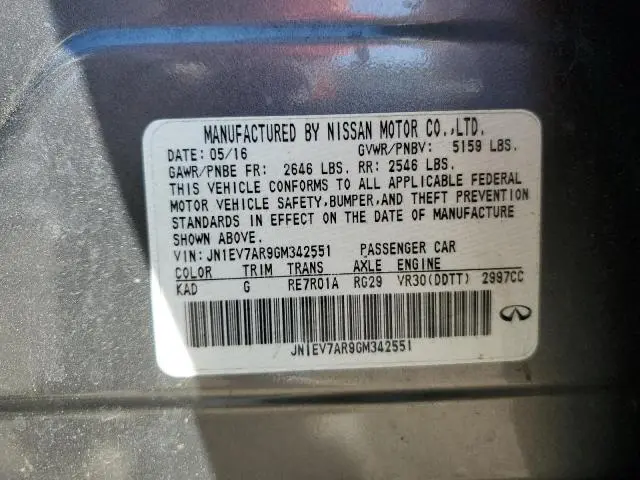 MANUFACTURED BY NISSAN MOTOR CO.,LTD.
DATE: 05/16 GVWR/PNBV: 5159 LBS.
GAWR/PNBE FR: 2646 LBS. RR: 2546 LBS.
THIS VEHICLE CONFORMS TO ALL APPLICABLE FEDERAL
MOTOR VEHICLE SAFETY,BUMPER,AND THEFT PREVENTION
STANDARDS IN EFFECT ON THE DATE OF MANUFACTURE
SHOWN ABOVE.
VIN: JN1EV7AR9GM342551 PASSENGER CAR
COLOR TRIM TRANS AXLE ENGINE
KAD G RE7R01A RG29 VR30(DDTT) 2997CC
JN1EV7AR9GM342551